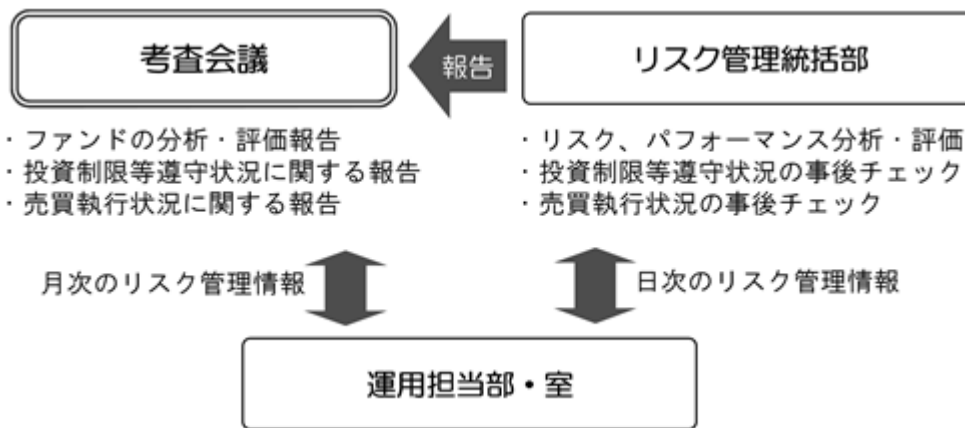 考査会議
報告
リスク管理統括部
・ファンドの分析・評価報告
・投資制限等遵守状況に関する報告
・売買執行状況に関する報告
・リスク、パフォーマンス分析・評価
・投資制限等遵守状況の事後チェック
・売買執行状況の事後チェック
月次のリスク管理情報
日次のリスク管理情報
運用担当部・室